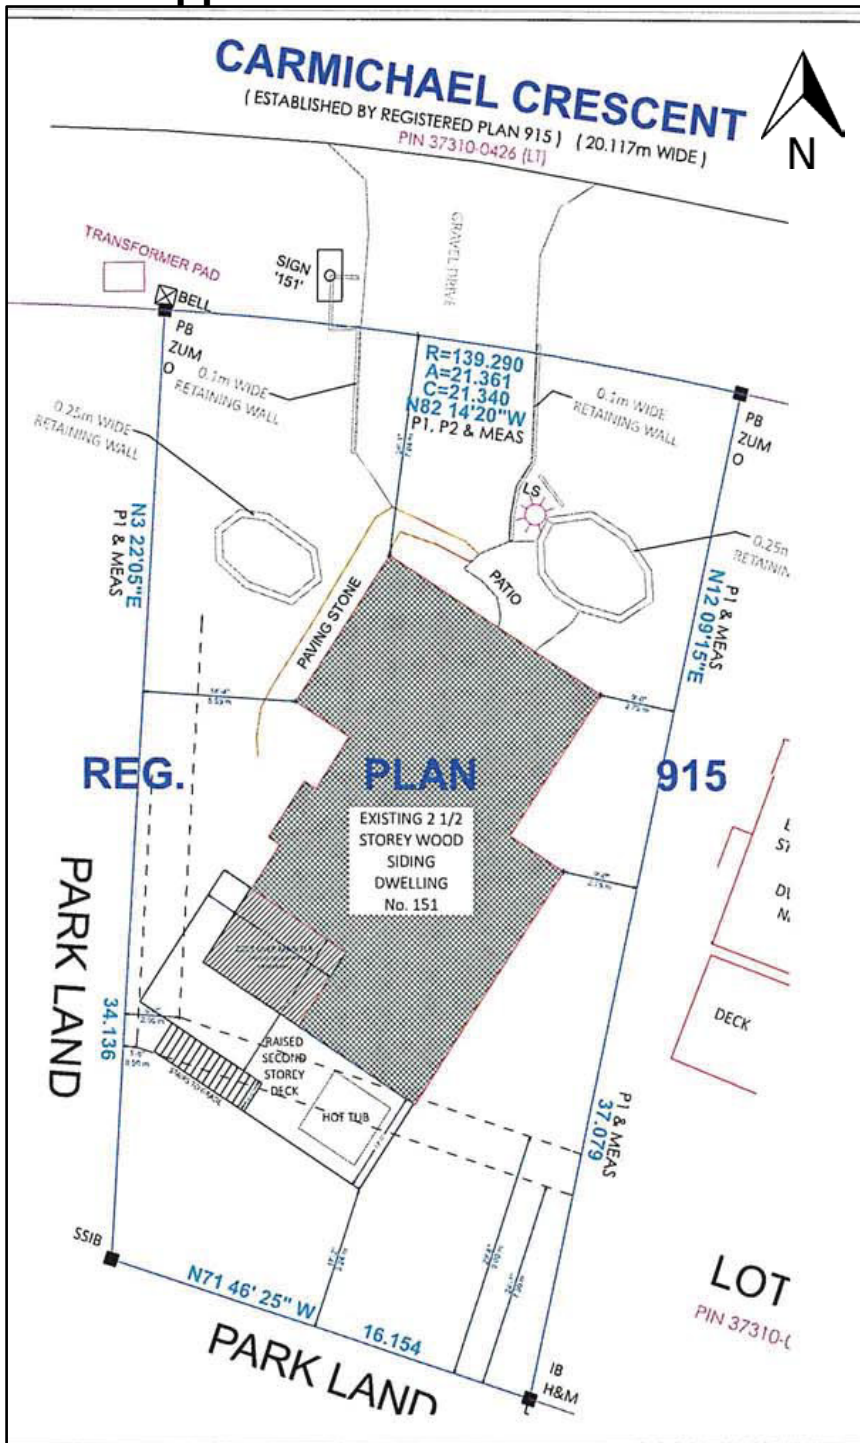 CARMICHAEL CRESCENT
( ESTABLISHED BY REGISTERED PLAN 915 ) ( 20.117m WIDE )
PIN 37310-0426 (LT)
N
TRANSFORMER PAD
SIGN
'151'
GRAVEL DRIVE
BELL
PB
ZUM
O
0.1m WIDE
RETAINING WALL
R=139.290
A=21.361
C=21.340
N82 14'20"W
P1, P2 & MEAS
0.1m WIDE
RETAINING WALL
PB
ZUM
O
0.25m WIDE
RETAINING WALL
LS
0.25m
RETAININ
N3 22'05"E
P1 & MEAS
PAVING STONE
PATIO
P1 & MEAS
N12 09'15"E
REG. PLAN 915
EXISTING 2 1/2
STOREY WOOD
SIDING
DWELLING
No. 151
PARK LAND
34.136
RAISED
SECOND
STOREY
DECK
HOT TUB
DECK
P1 & MEAS
37.079
SSIB
N71 46' 25" W
16.154
PARK LAND
LOT
PIN 37310-(
IB
H&M